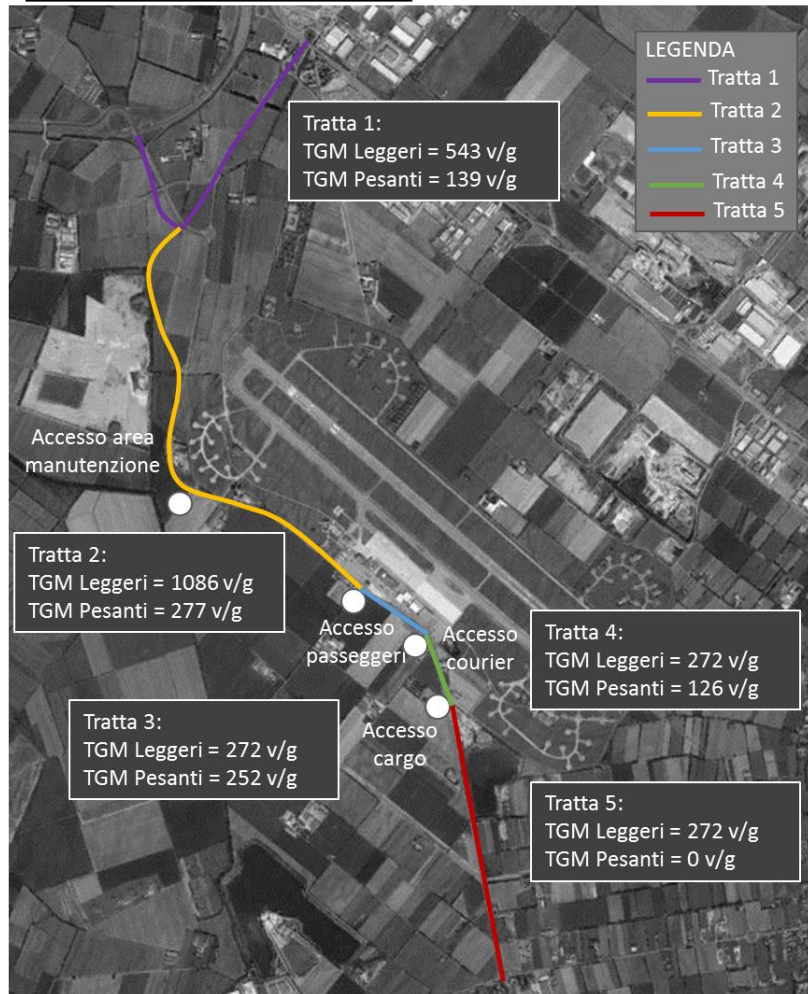 LEGENDA
Tratta 1
Tratta 2
Tratta 3
Tratta 4
Tratta 5
Tratta 1:
TGM Leggeri = 543 v/g
TGM Pesanti = 139 v/g
Accesso area
manutenzione
Tratta 2:
TGM Leggeri = 1086 v/g
TGM Pesanti = 277 v/g
Accesso
passeggeri
Accesso
courier
Tratta 4:
TGM Leggeri = 272 v/g
TGM Pesanti = 126 v/g
Tratta 3:
TGM Leggeri = 272 v/g
TGM Pesanti = 252 v/g
Accesso
cargo
Tratta 5:
TGM Leggeri = 272 v/g
TGM Pesanti = 0 v/g